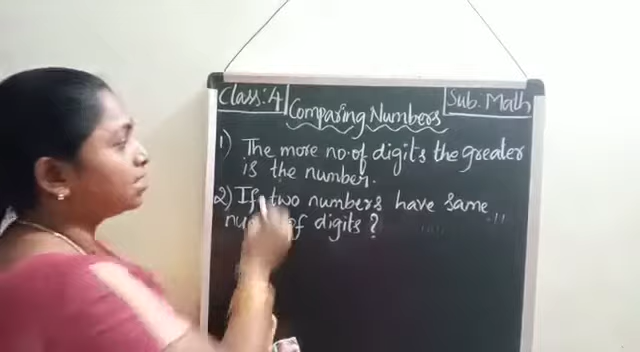 Class: 4
Comparing Numbers
Sub: Math
1) The more no. of digits the greater
is the number.
2) If two numbers have same
of digits?